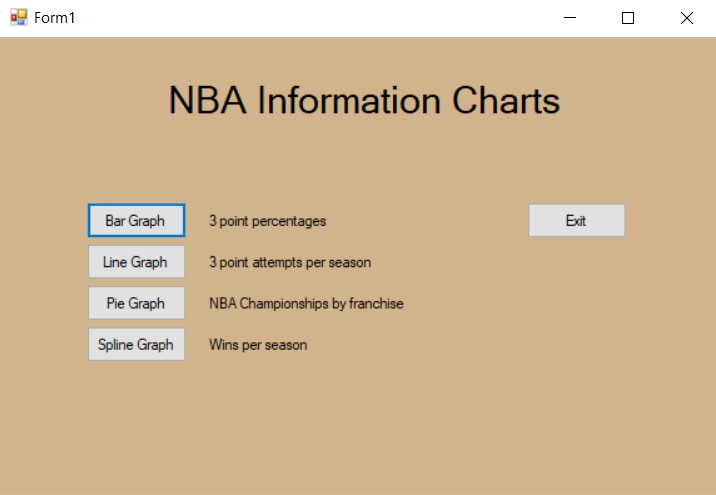 Form1
NBA Information Charts
Bar Graph 3 point percentages Exit
Line Graph 3 point attempts per season
Pie Graph NBA Championships by franchise
Spline Graph Wins per season